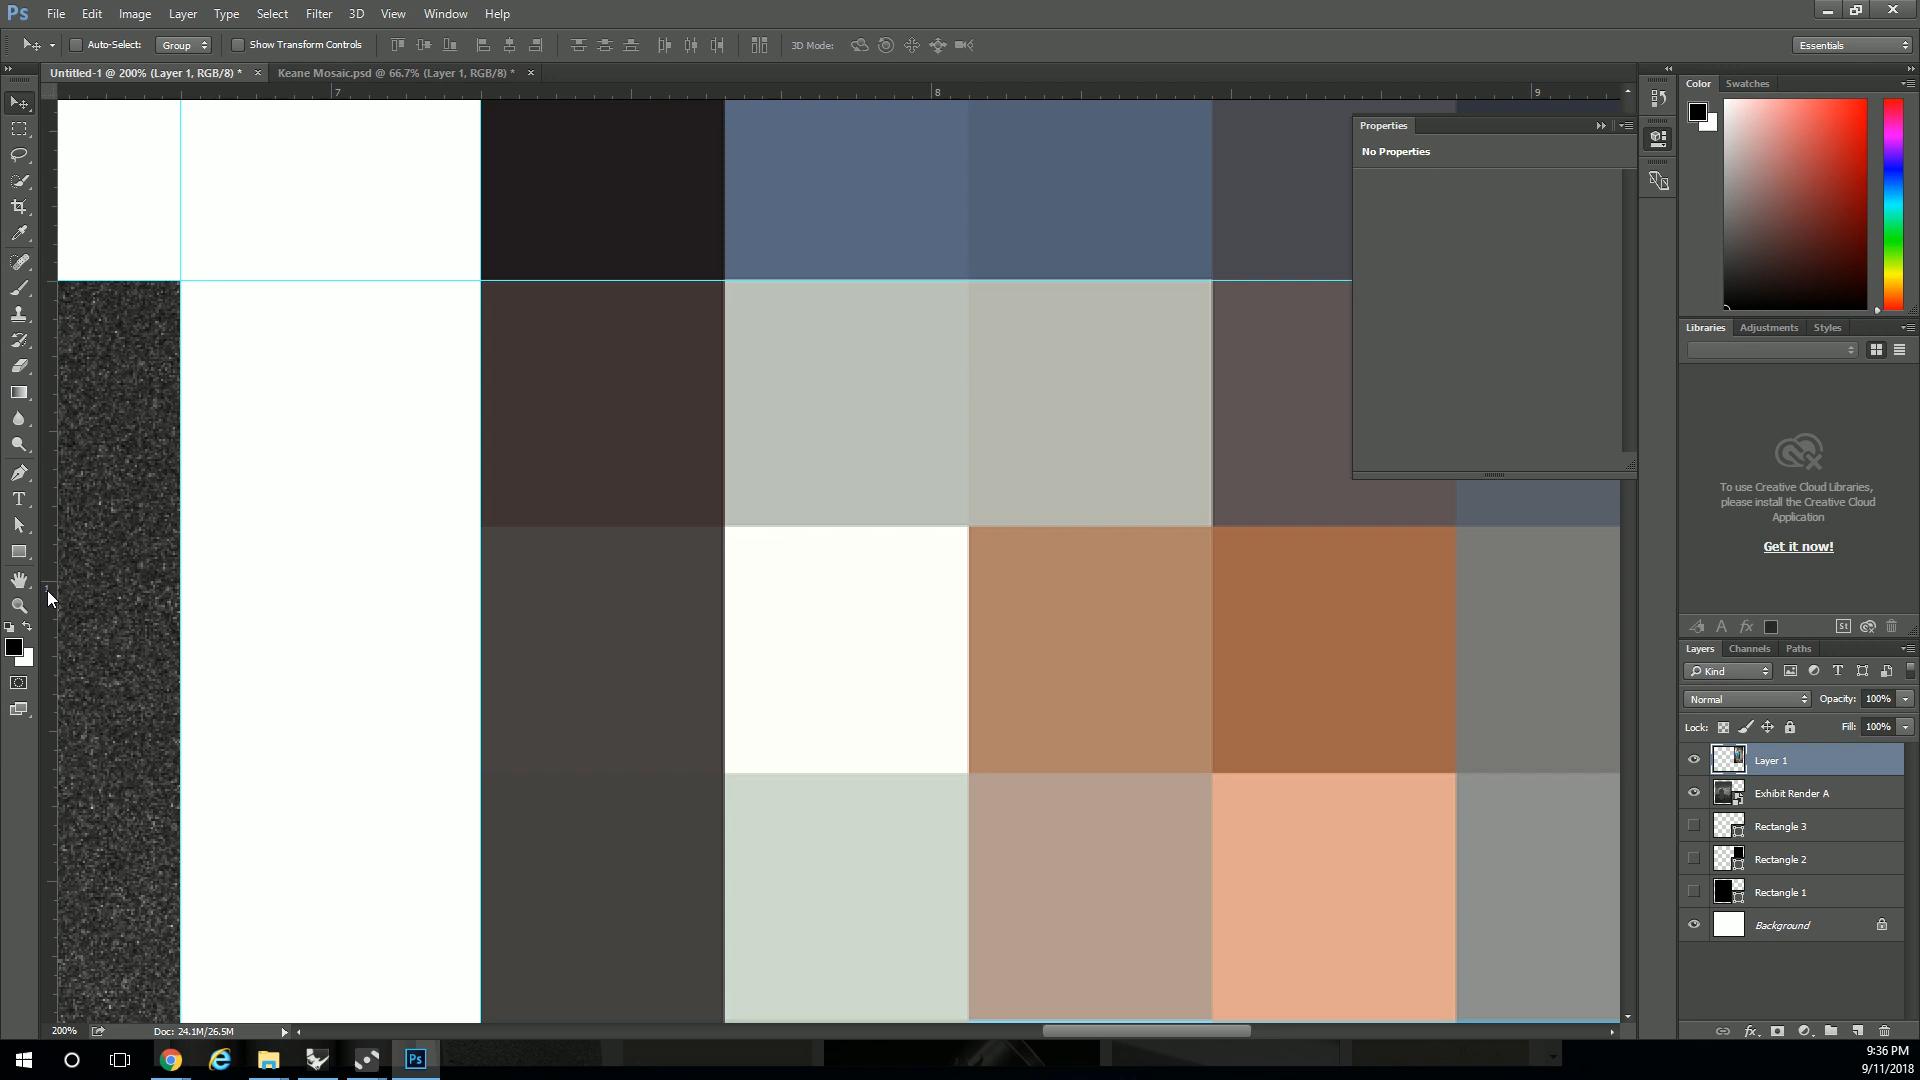 Ps File Edit Image Layer Type Select Filter 3D View Window Help
Auto-Select: Group Show Transform Controls 3D Mode: Essentials
Untitled-1 @ 200% (Layer 1, RGB/8) * × Keane Mosaic.psd @ 66.7% (Layer 1, RGB/8) * ×
7 8 9
Color Swatches
Properties
No Properties
Libraries Adjustments Styles
To use Creative Cloud Libraries,
please install the Creative Cloud
Application
Get it now!
1
T
A fx St
Layers Channels Paths
Kind T
Normal Opacity: 100%
Lock: Fill: 100%
Layer 1
Exhibit Render A
Rectangle 3
Rectangle 2
Rectangle 1
Background
200% Doc: 24.1M/26.5M
fx
Ps
9:36 PM
9/11/2018